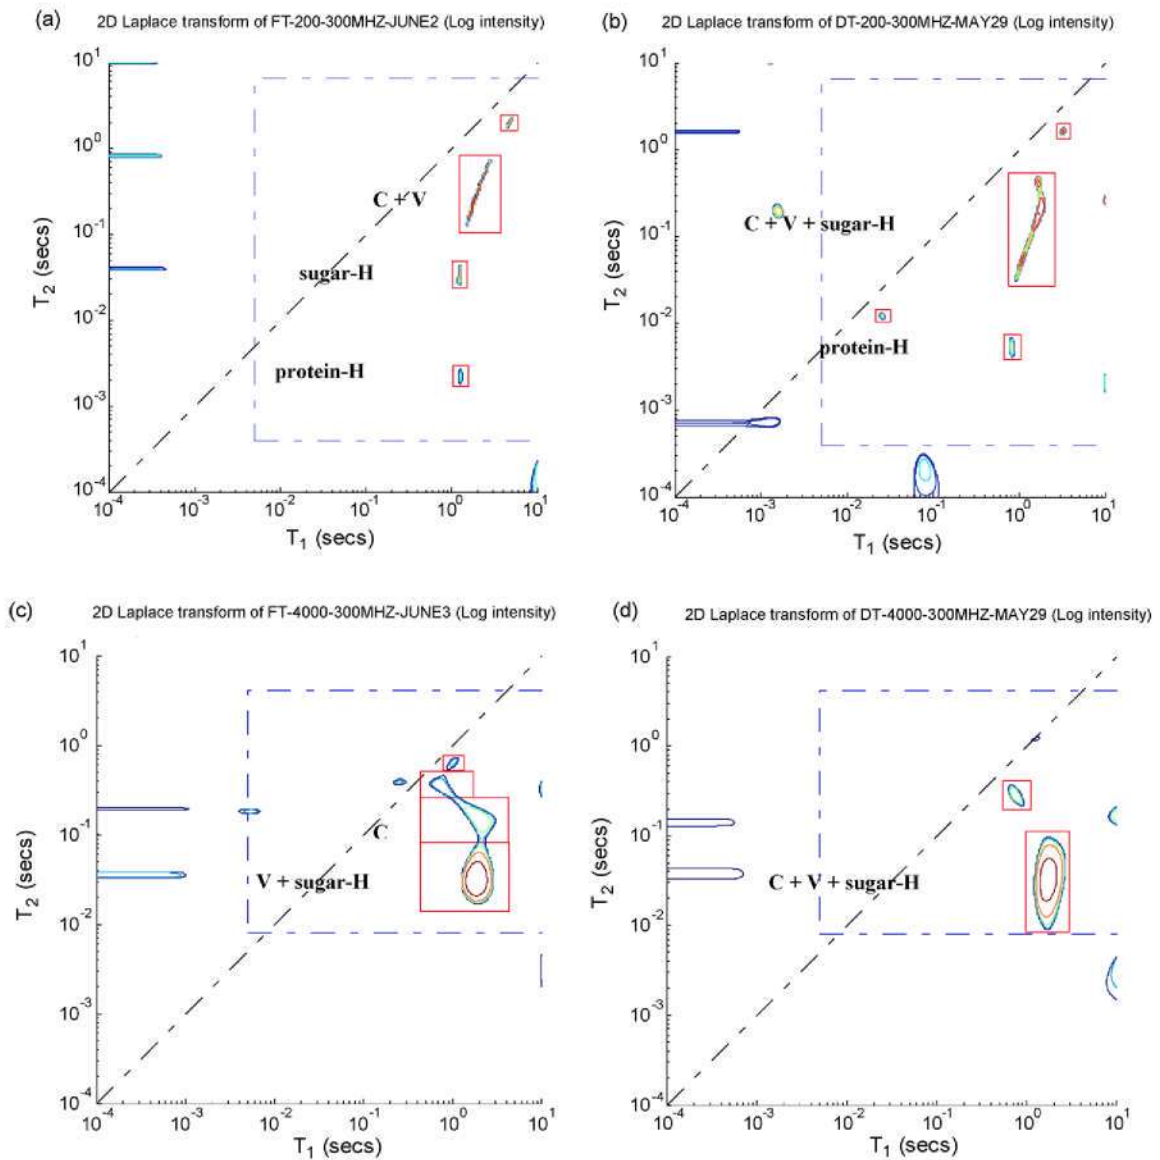 (a) 2D Laplace transform of FT-200-300MHZ-JUNE2 (Log intensity)
10^1
10^0
10^-1
10^-2
10^-3
10^-4
T_2 (secs)
C + V
sugar-H
protein-H
10^-4 10^-3 10^-2 10^-1 10^0 10^1
T_1 (secs)
(b) 2D Laplace transform of DT-200-300MHZ-MAY29 (Log intensity)
10^1
10^0
10^-1
10^-2
10^-3
10^-4
T_2 (secs)
C + V + sugar-H
protein-H
10^-4 10^-3 10^-2 10^-1 10^0 10^1
T_1 (secs)
(c) 2D Laplace transform of FT-4000-300MHZ-JUNE3 (Log intensity)
10^1
10^0
10^-1
10^-2
10^-3
10^-4
T_2 (secs)
C
V + sugar-H
10^-4 10^-3 10^-2 10^-1 10^0 10^1
T_1 (secs)
(d) 2D Laplace transform of DT-4000-300MHZ-MAY29 (Log intensity)
10^1
10^0
10^-1
10^-2
10^-3
10^-4
T_2 (secs)
C + V + sugar-H
10^-4 10^-3 10^-2 10^-1 10^0 10^1
T_1 (secs)